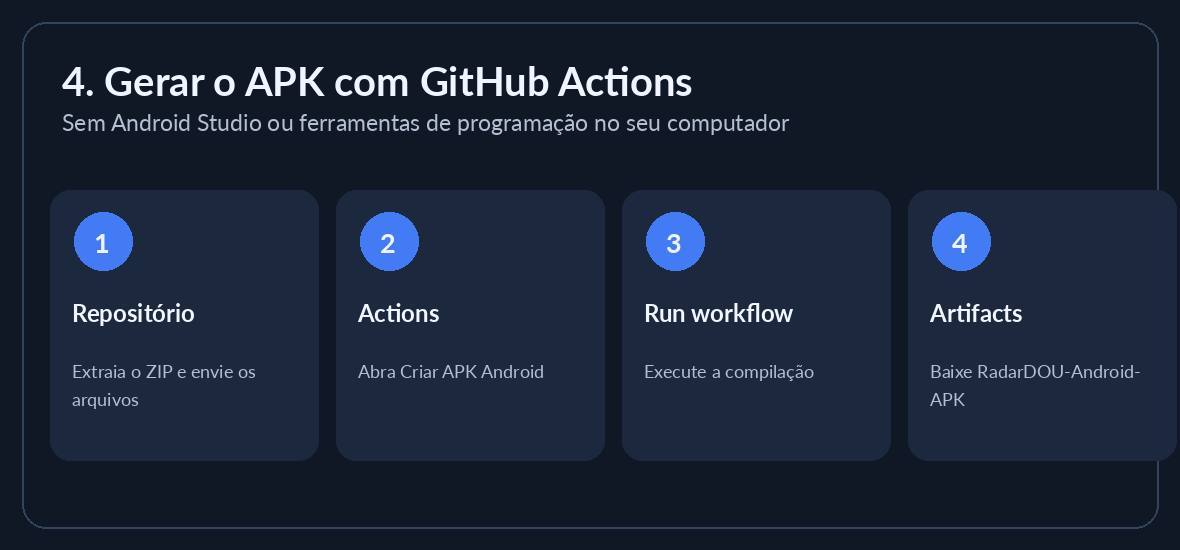 4. Gerar o APK com GitHub Actions
Sem Android Studio ou ferramentas de programação no seu computador
1
Repositório
Extraia o ZIP e envie os
arquivos
2
Actions
Abra Criar APK Android
3
Run workflow
Execute a compilação
4
Artifacts
Baixe RadarDOU-Android-
APK